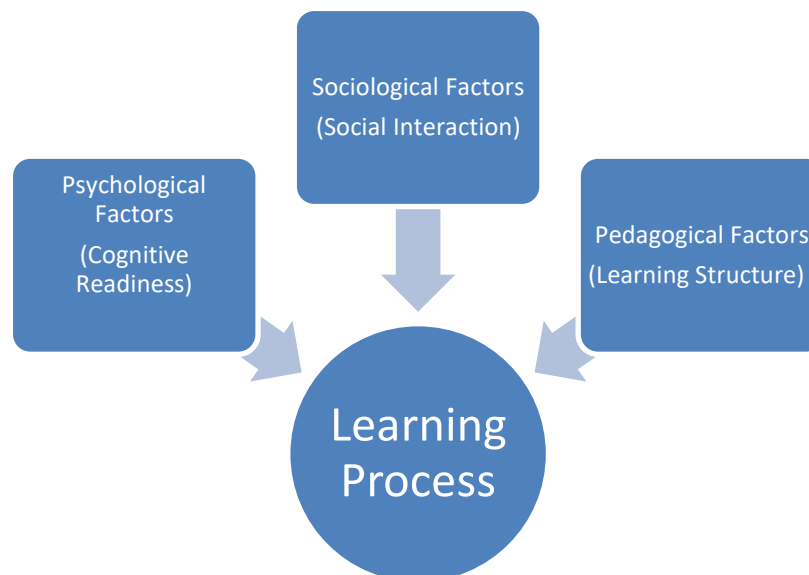 Sociological Factors
(Social Interaction)
Psychological
Factors
(Cognitive
Readiness)
Pedagogical Factors
(Learning Structure)
Learning
Process